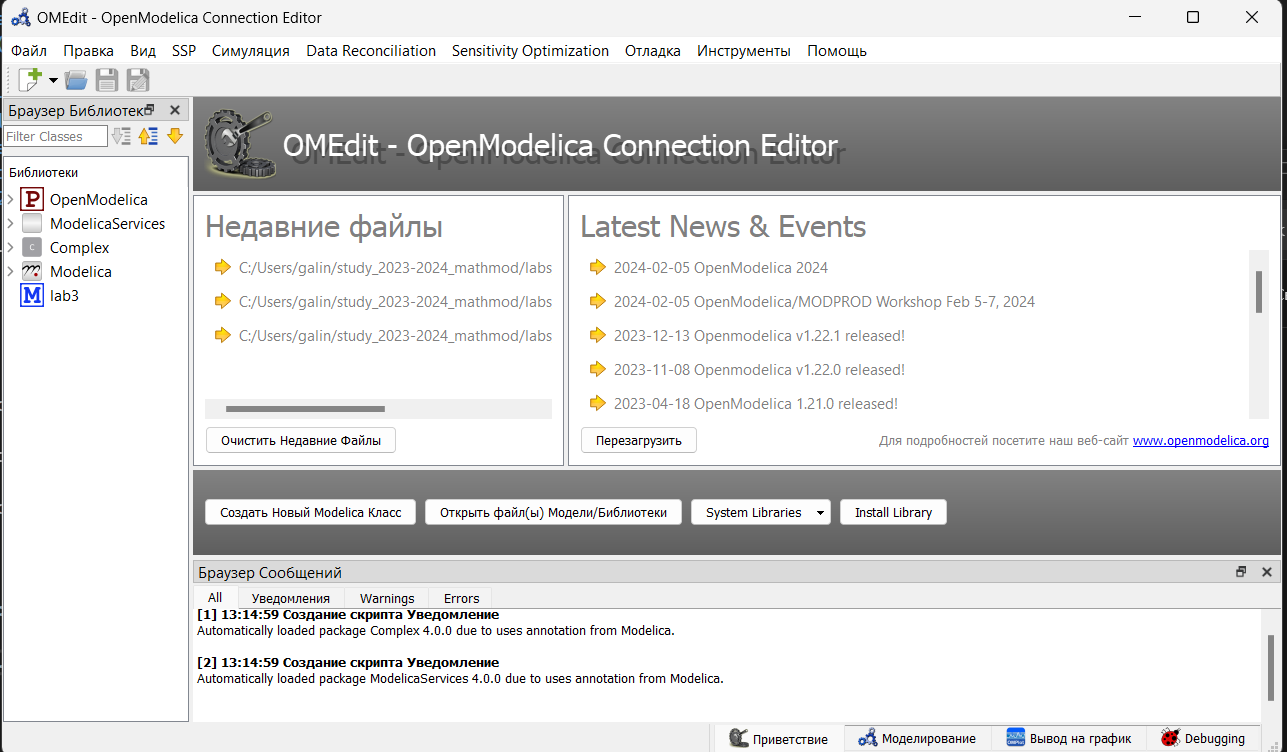 OMEdit - OpenModelica Connection Editor
Файл Правка Вид SSP Симуляция Data Reconciliation Sensitivity Optimization Отладка Инструменты Помощь
Браузер Библиотек
Filter Classes
Библиотеки
P OpenModelica
ModelicaServices
C Complex
Modelica
M lab3
OMEdit - OpenModelica Connection Editor
Недавние файлы
C:/Users/galin/study_2023-2024_mathmod/labs
C:/Users/galin/study_2023-2024_mathmod/labs
C:/Users/galin/study_2023-2024_mathmod/labs
Очистить Недавние Файлы
Latest News & Events
2024-02-05 OpenModelica 2024
2024-02-05 OpenModelica/MODPROD Workshop Feb 5-7, 2024
2023-12-13 Openmodelica v1.22.1 released!
2023-11-08 Openmodelica v1.22.0 released!
2023-04-18 OpenModelica 1.21.0 released!
Перезагрузить
Для подробностей посетите наш веб-сайт www.openmodelica.org
Создать Новый Modelica Класс Открыть файл(ы) Модели/Библиотеки System Libraries Install Library
Браузер Сообщений
All Уведомления Warnings Errors
[1] 13:14:59 Создание скрипта Уведомление
Automatically loaded package Complex 4.0.0 due to uses annotation from Modelica.
[2] 13:14:59 Создание скрипта Уведомление
Automatically loaded package ModelicaServices 4.0.0 due to uses annotation from Modelica.
Приветствие Моделирование Вывод на график Debugging